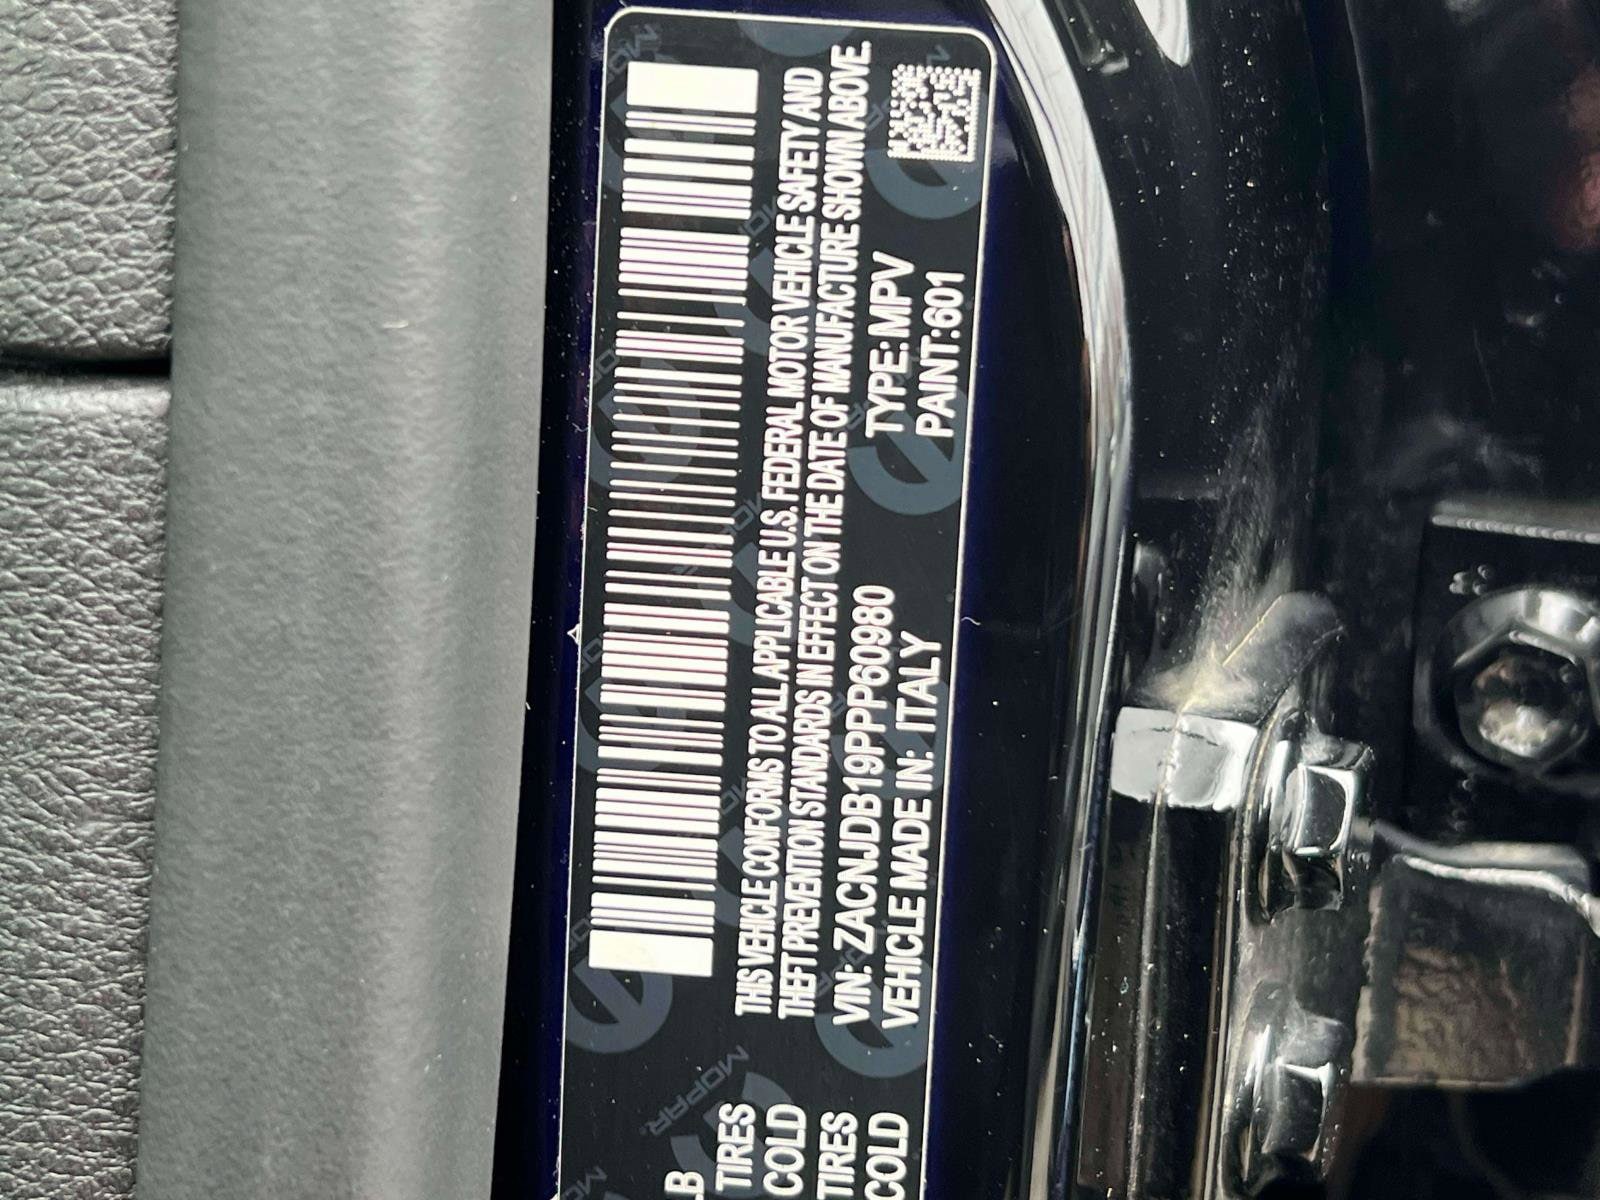 THIS VEHICLE CONFORMS TO ALL APPLICABLE U.S. FEDERAL MOTOR VEHICLE SAFETY AND
THEFT PREVENTION STANDARDS IN EFFECT ON THE DATE OF MANUFACTURE SHOWN ABOVE.
VIN: ZACNJDB19PPP60980 TYPE: MPV
VEHICLE MADE IN: ITALY PAINT:601
LB
TIRES
COLD
TIRES
COLD
MOPAR